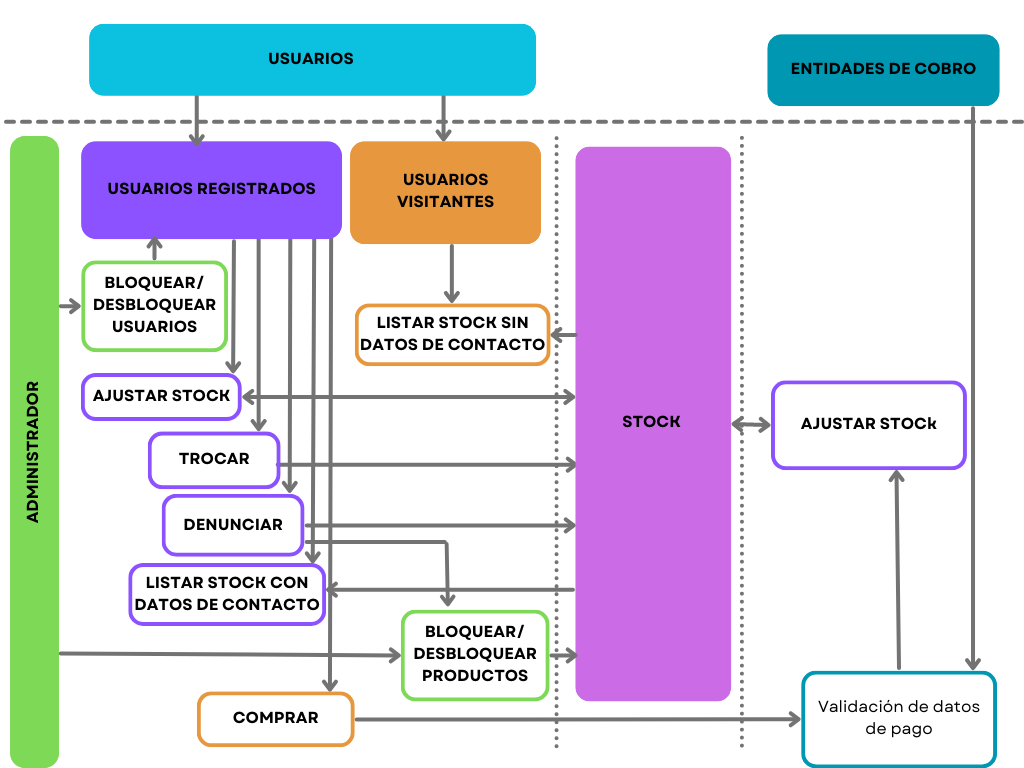 USUARIOS
ENTIDADES DE COBRO
USUARIOS REGISTRADOS
USUARIOS
VISITANTES
BLOQUEAR/
DESBLOQUEAR
USUARIOS
LISTAR STOCK SIN
DATOS DE CONTACTO
AJUSTAR STOCK
ADMINISTRADOR
STOCK
AJUSTAR STOCk
TROCAR
DENUNCIAR
LISTAR STOCK CON
DATOS DE CONTACTO
BLOQUEAR/
DESBLOQUEAR
PRODUCTOS
COMPRAR
Validación de datos
de pago